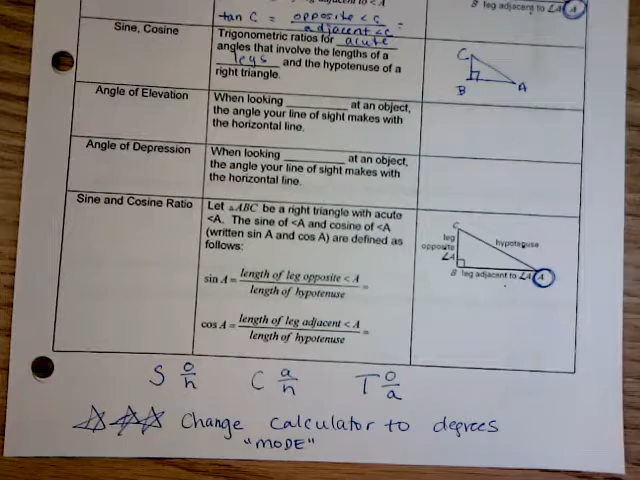 B leg adjacent to ∠A A
tan C = opposite <C =
adjacent <C
Sine, Cosine
Trigonometric ratios for acute
angles that involve the lengths of a
legs and the hypotenuse of a
right triangle.
C
B
A
Angle of Elevation
When looking __________ at an object,
the angle your line of sight makes with
the horizontal line.
Angle of Depression
When looking __________ at an object,
the angle your line of sight makes with
the horizontal line.
Sine and Cosine Ratio
Let △ABC be a right triangle with acute
<A. The sine of <A and cosine of <A
(written sin A and cos A) are defined as
follows:
sin A = length of leg opposite < A =
length of hypotenuse
cos A = length of leg adjacent < A =
length of hypotenuse
C
leg
opposite
∠A
hypotenuse
B leg adjacent to ∠A A
S o/h C a/h T o/a
Change calculator to degrees
"MODE"